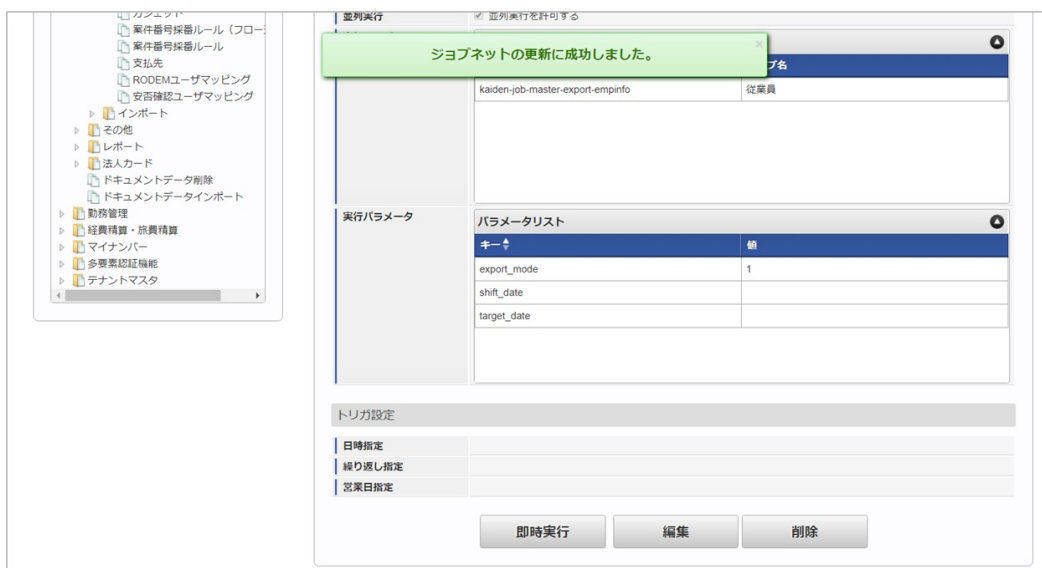 ガジェット
案件番号採番ルール（フロー
案件番号採番ルール
支払先
RODEMユーザマッピング
安否確認ユーザマッピング
インポート
その他
レポート
法人カード
ドキュメントデータ削除
ドキュメントデータインポート
勤務管理
経費精算・旅費精算
マイナンバー
多要素認証機能
テナントマスタ
並列実行
並列実行を許可する
ジョブネットの更新に成功しました。
×
ブ名
kaiden-job-master-export-empinfo
従業員
実行パラメータ
パラメータリスト
キー
値
export_mode
1
shift_date
target_date
トリガ設定
日時指定
繰り返し指定
営業日指定
即時実行
編集
削除